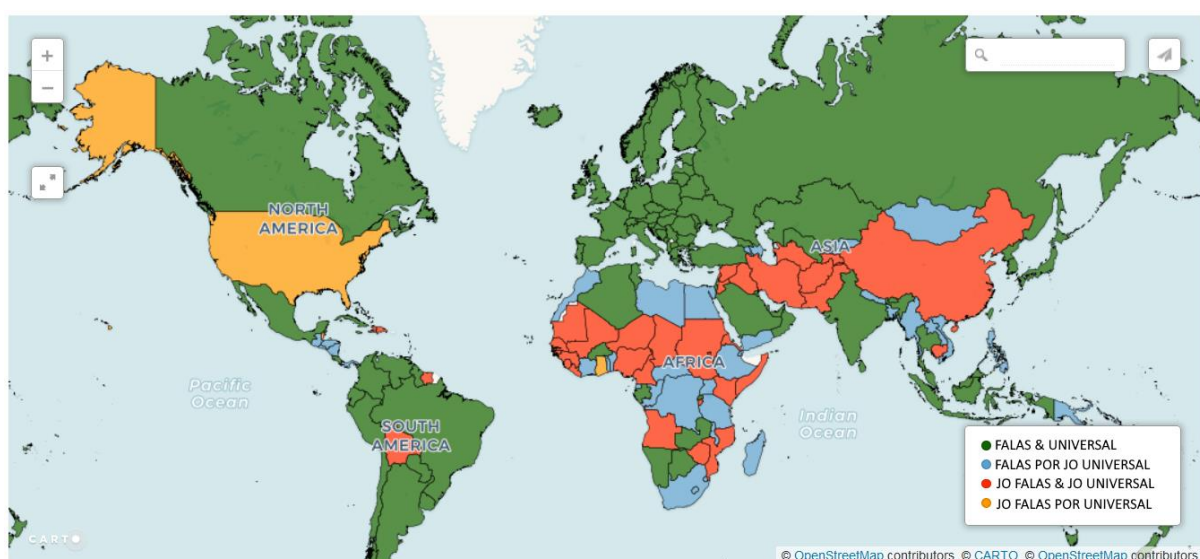 +
−
NORTH
AMERICA
ASIA
AFRICA
Pacific
Ocean
SOUTH
AMERICA
Indian
Ocean
FALAS & UNIVERSAL
FALAS POR JO UNIVERSAL
JO FALAS & JO UNIVERSAL
JO FALAS POR UNIVERSAL
CARTO
© OpenStreetMap contributors © CARTO, © OpenStreetMap contributors